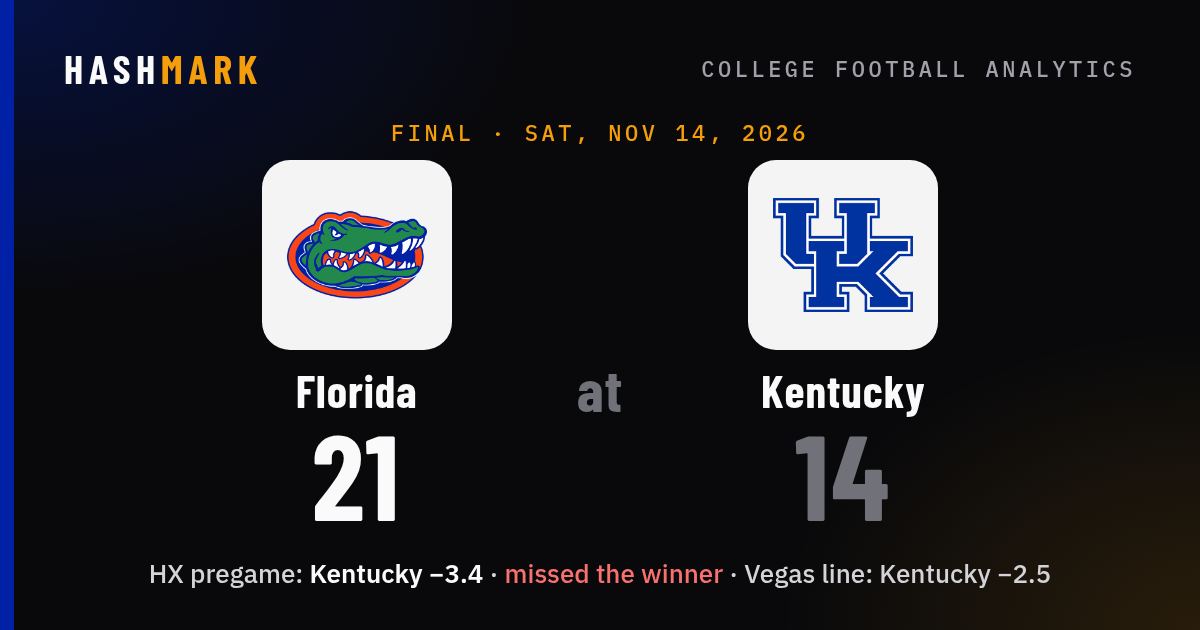 HASHMARK
COLLEGE FOOTBALL ANALYTICS
FINAL · SAT, NOV 14, 2026
UK
Florida at Kentucky
21 14
HX pregame: Kentucky −3.4 · missed the winner · Vegas line: Kentucky −2.5